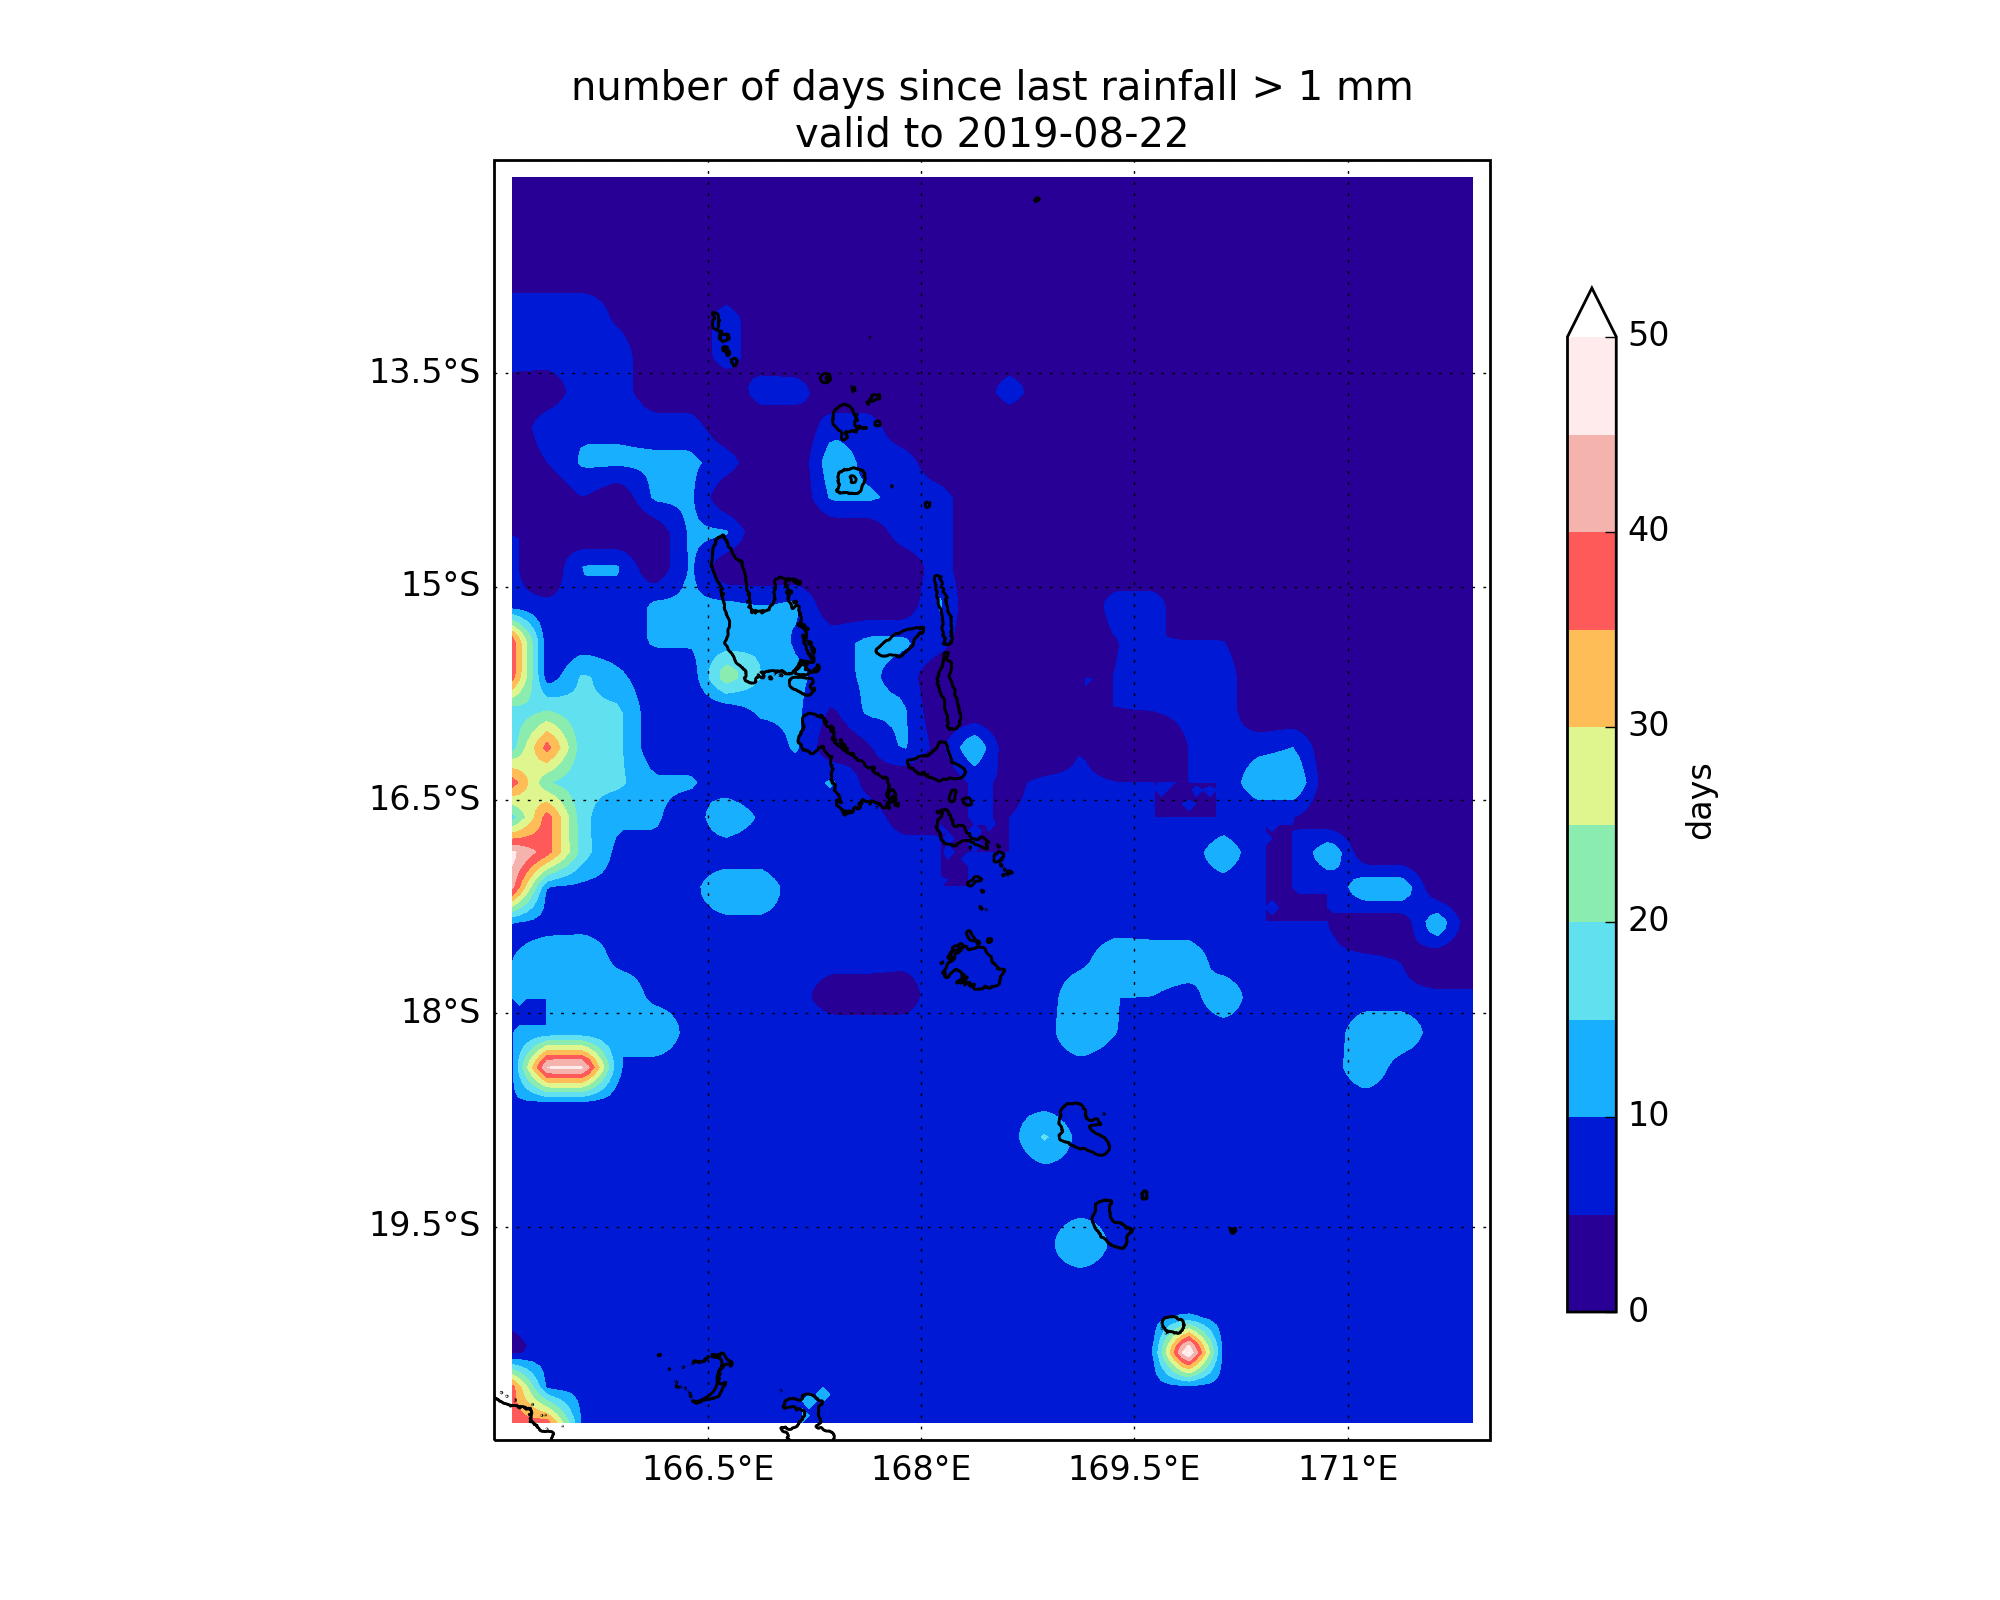 number of days since last rainfall > 1 mm
valid to 2019-08-22
13.5°S
15°S
16.5°S
18°S
19.5°S
166.5°E
168°E
169.5°E
171°E
50
40
30
20
10
0
days